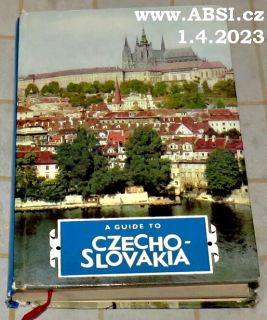 www.ABSI.cz
1.4.2023
A GUIDE TO
CZECHO-
SLOVAKIA